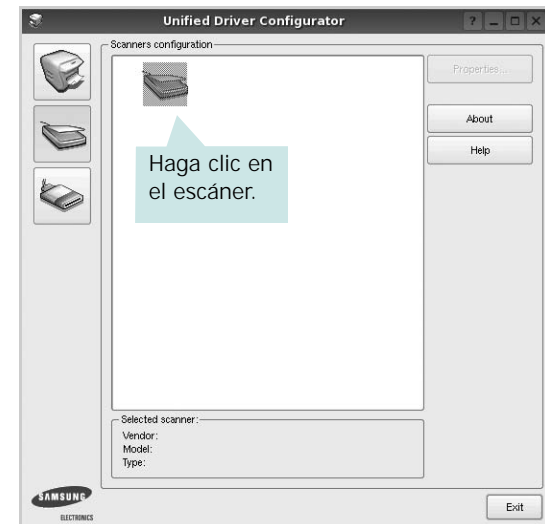 Unified Driver Configurator
Scanners configuration
Properties...
About
Help
Haga clic en
el escáner.
Selected scanner:
Vendor:
Model:
Type:
SAMSUNG
ELECTRONICS
Exit